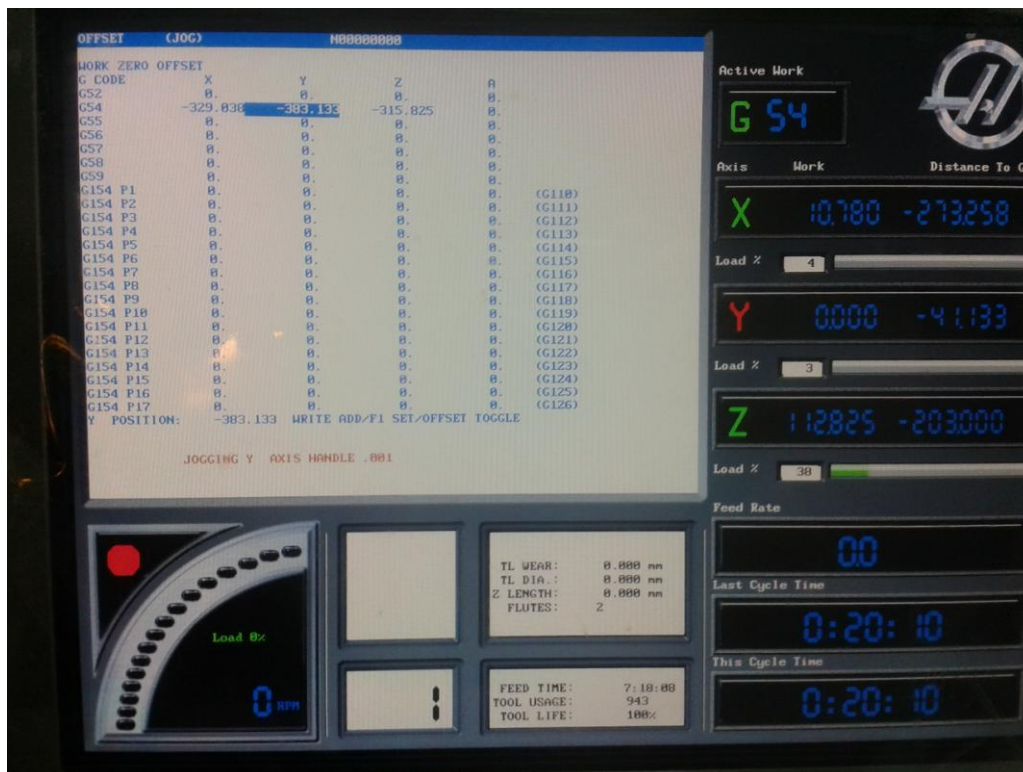 OFFSET (JOG) N00000000
WORK ZERO OFFSET
G CODE X Y Z A
G52 0. 0. 0. 0.
G54 -329.038 -383.133 -315.825 0.
G55 0. 0. 0. 0.
G56 0. 0. 0. 0.
G57 0. 0. 0. 0.
G58 0. 0. 0. 0.
G59 0. 0. 0. 0.
G154 P1 0. 0. 0. 0. (G110)
G154 P2 0. 0. 0. 0. (G111)
G154 P3 0. 0. 0. 0. (G112)
G154 P4 0. 0. 0. 0. (G113)
G154 P5 0. 0. 0. 0. (G114)
G154 P6 0. 0. 0. 0. (G115)
G154 P7 0. 0. 0. 0. (G116)
G154 P8 0. 0. 0. 0. (G117)
G154 P9 0. 0. 0. 0. (G118)
G154 P10 0. 0. 0. 0. (G119)
G154 P11 0. 0. 0. 0. (G120)
G154 P12 0. 0. 0. 0. (G121)
G154 P13 0. 0. 0. 0. (G122)
G154 P14 0. 0. 0. 0. (G123)
G154 P15 0. 0. 0. 0. (G124)
G154 P16 0. 0. 0. 0. (G125)
G154 P17 0. 0. 0. 0. (G126)
Y POSITION: -383.133 WRITE ADD/F1 SET/OFFSET TOGGLE
JOGGING Y AXIS HANDLE .001
Active Work
G 54
Axis Work Distance To
X 10.780 -273.258
Load % 4
Y 0.000 -41.133
Load % 3
Z 112.825 -203.000
Load % 38
Feed Rate
0.0
Last Cycle Time
0:20:10
This Cycle Time
0:20:10
Load 0%
0 RPM
1
TL WEAR: 0.000 mm
TL DIA.: 0.000 mm
Z LENGTH: 0.000 mm
FLUTES: 2
FEED TIME: 7:18:08
TOOL USAGE: 943
TOOL LIFE: 100%